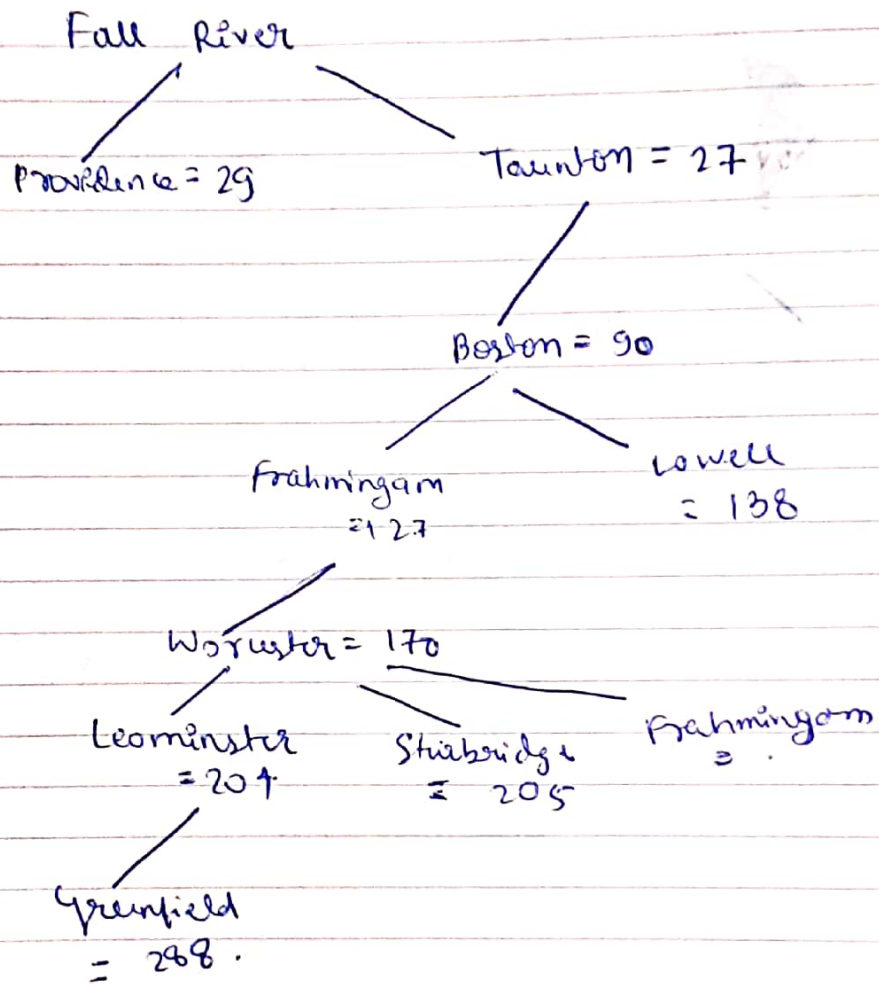 Fall River
Providence = 29
Taunton = 27
Boston = 90
Frahmingam
= 127
Lowell
= 138
Worcuster = 170
Leominster
= 204
Sturbridge
= 205
Frahmingam
= .
Greenfield
= 288.